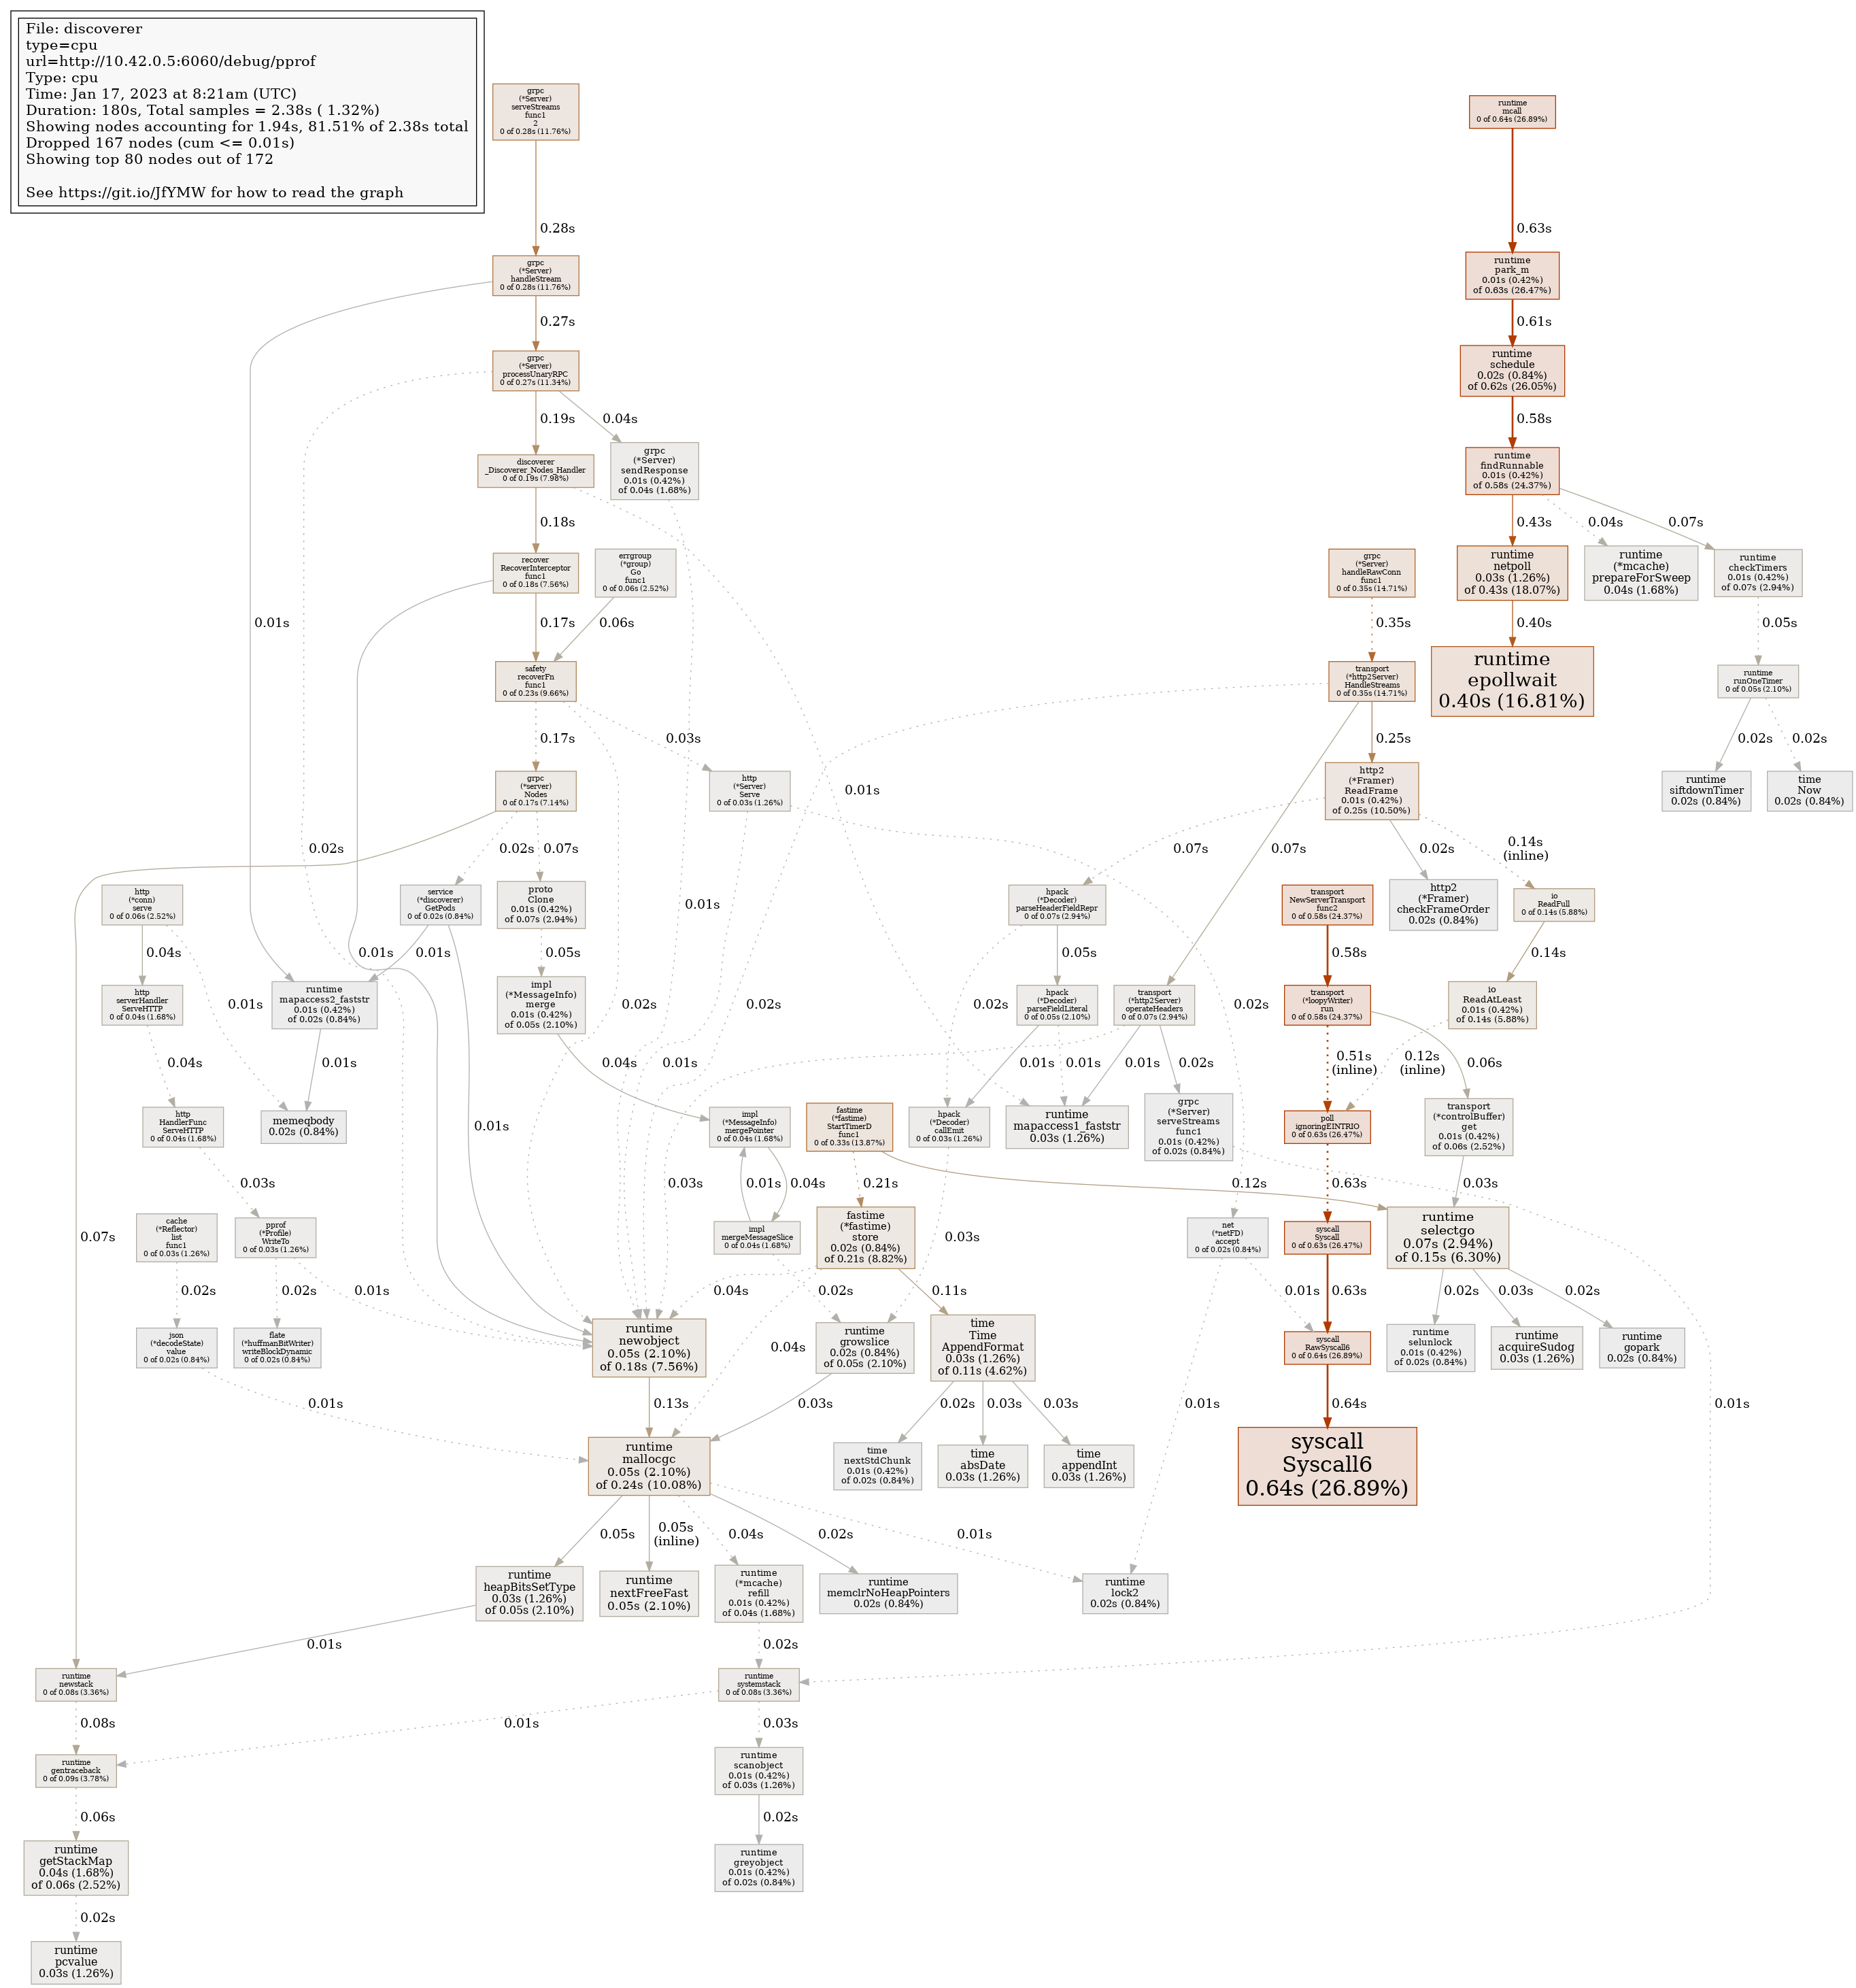 File: discoverer
type=cpu
url=http://10.42.0.5:6060/debug/pprof
Type: cpu
Time: Jan 17, 2023 at 8:21am (UTC)
Duration: 180s, Total samples = 2.38s ( 1.32%)
Showing nodes accounting for 1.94s, 81.51% of 2.38s total
Dropped 167 nodes (cum <= 0.01s)
Showing top 80 nodes out of 172
See https://git.io/JfYMW for how to read the graph
grpc
(*Server)
serveStreams
func1
2
0 of 0.28s (11.76%)
runtime
mcall
0 of 0.64s (26.89%)
0.28s
0.63s
grpc
(*Server)
handleStream
0 of 0.28s (11.76%)
runtime
park_m
0.01s (0.42%)
of 0.63s (26.47%)
0.27s
0.61s
grpc
(*Server)
processUnaryRPC
0 of 0.27s (11.34%)
runtime
schedule
0.02s (0.84%)
of 0.62s (26.05%)
0.19s
0.04s
0.58s
discoverer
_Discoverer_Nodes_Handler
0 of 0.19s (7.98%)
grpc
(*Server)
sendResponse
0.01s (0.42%)
of 0.04s (1.68%)
runtime
findRunnable
0.01s (0.42%)
of 0.58s (24.37%)
0.18s
0.43s
0.04s
0.07s
recover
RecoverInterceptor
func1
0 of 0.18s (7.56%)
errgroup
(*group)
Go
func1
0 of 0.06s (2.52%)
grpc
(*Server)
handleRawConn
func1
0 of 0.35s (14.71%)
runtime
netpoll
0.03s (1.26%)
of 0.43s (18.07%)
runtime
(*mcache)
prepareForSweep
0.04s (1.68%)
runtime
checkTimers
0.01s (0.42%)
of 0.07s (2.94%)
0.01s
0.17s
0.06s
0.35s
0.40s
0.05s
safety
recoverFn
func1
0 of 0.23s (9.66%)
transport
(*http2Server)
HandleStreams
0 of 0.35s (14.71%)
runtime
epollwait
0.40s (16.81%)
runtime
runOneTimer
0 of 0.05s (2.10%)
0.17s
0.03s
0.25s
0.02s
0.02s
grpc
(*server)
Nodes
0 of 0.17s (7.14%)
http
(*Server)
Serve
0 of 0.03s (1.26%)
0.01s
http2
(*Framer)
ReadFrame
0.01s (0.42%)
of 0.25s (10.50%)
runtime
siftdownTimer
0.02s (0.84%)
time
Now
0.02s (0.84%)
0.02s
0.02s
0.07s
0.07s
0.07s
0.02s
0.14s
(inline)
http
(*conn)
serve
0 of 0.06s (2.52%)
service
(*discoverer)
GetPods
0 of 0.02s (0.84%)
proto
Clone
0.01s (0.42%)
of 0.07s (2.94%)
0.01s
hpack
(*Decoder)
parseHeaderFieldRepr
0 of 0.07s (2.94%)
transport
NewServerTransport
func2
0 of 0.58s (24.37%)
http2
(*Framer)
checkFrameOrder
0.02s (0.84%)
io
ReadFull
0 of 0.14s (5.88%)
0.04s
0.01s
0.01s
0.05s
0.05s
0.58s
0.14s
http
serverHandler
ServeHTTP
0 of 0.04s (1.68%)
0.01s
runtime
mapaccess2_faststr
0.01s (0.42%)
of 0.02s (0.84%)
impl
(*MessageInfo)
merge
0.01s (0.42%)
of 0.05s (2.10%)
0.02s
0.02s
0.02s
hpack
(*Decoder)
parseFieldLiteral
0 of 0.05s (2.10%)
transport
(*http2Server)
operateHeaders
0 of 0.07s (2.94%)
0.02s
transport
(*loopyWriter)
run
0 of 0.58s (24.37%)
io
ReadAtLeast
0.01s (0.42%)
of 0.14s (5.88%)
0.04s
0.01s
0.04s
0.01s
0.01s
0.01s
0.01s
0.02s
0.51s
(inline)
0.12s
(inline)
0.06s
http
HandlerFunc
ServeHTTP
0 of 0.04s (1.68%)
memeqbody
0.02s (0.84%)
0.01s
impl
(*MessageInfo)
mergePointer
0 of 0.04s (1.68%)
fastime
(*fastime)
StartTimerD
func1
0 of 0.33s (13.87%)
hpack
(*Decoder)
callEmit
0 of 0.03s (1.26%)
runtime
mapaccess1_faststr
0.03s (1.26%)
grpc
(*Server)
serveStreams
func1
0.01s (0.42%)
of 0.02s (0.84%)
poll
ignoringEINTRIO
0 of 0.63s (26.47%)
transport
(*controlBuffer)
get
0.01s (0.42%)
of 0.06s (2.52%)
0.03s
0.03s
0.01s
0.04s
0.21s
0.12s
0.63s
0.03s
0.07s
cache
(*Reflector)
list
func1
0 of 0.03s (1.26%)
pprof
(*Profile)
WriteTo
0 of 0.03s (1.26%)
impl
mergeMessageSlice
0 of 0.04s (1.68%)
fastime
(*fastime)
store
0.02s (0.84%)
of 0.21s (8.82%)
0.03s
net
(*netFD)
accept
0 of 0.02s (0.84%)
syscall
Syscall
0 of 0.63s (26.47%)
runtime
selectgo
0.07s (2.94%)
of 0.15s (6.30%)
0.02s
0.02s
0.01s
0.04s
0.02s
0.11s
0.01s
0.63s
0.02s
0.03s
0.02s
json
(*decodeState)
value
0 of 0.02s (0.84%)
flate
(*huffmanBitWriter)
writeBlockDynamic
0 of 0.02s (0.84%)
runtime
newobject
0.05s (2.10%)
of 0.18s (7.56%)
0.04s
runtime
growslice
0.02s (0.84%)
of 0.05s (2.10%)
time
Time
AppendFormat
0.03s (1.26%)
of 0.11s (4.62%)
syscall
RawSyscall6
0 of 0.64s (26.89%)
runtime
selunlock
0.01s (0.42%)
of 0.02s (0.84%)
runtime
acquireSudog
0.03s (1.26%)
runtime
gopark
0.02s (0.84%)
0.01s
0.13s
0.03s
0.02s
0.03s
0.03s
0.01s
0.64s
0.01s
runtime
mallocgc
0.05s (2.10%)
of 0.24s (10.08%)
time
nextStdChunk
0.01s (0.42%)
of 0.02s (0.84%)
time
absDate
0.03s (1.26%)
time
appendInt
0.03s (1.26%)
syscall
Syscall6
0.64s (26.89%)
0.05s
0.05s
(inline)
0.04s
0.02s
0.01s
runtime
heapBitsSetType
0.03s (1.26%)
of 0.05s (2.10%)
runtime
nextFreeFast
0.05s (2.10%)
runtime
(*mcache)
refill
0.01s (0.42%)
of 0.04s (1.68%)
runtime
memclrNoHeapPointers
0.02s (0.84%)
runtime
lock2
0.02s (0.84%)
0.01s
0.02s
runtime
newstack
0 of 0.08s (3.36%)
runtime
systemstack
0 of 0.08s (3.36%)
0.08s
0.01s
0.03s
runtime
gentraceback
0 of 0.09s (3.78%)
runtime
scanobject
0.01s (0.42%)
of 0.03s (1.26%)
0.06s
0.02s
runtime
getStackMap
0.04s (1.68%)
of 0.06s (2.52%)
runtime
greyobject
0.01s (0.42%)
of 0.02s (0.84%)
0.02s
runtime
pcvalue
0.03s (1.26%)